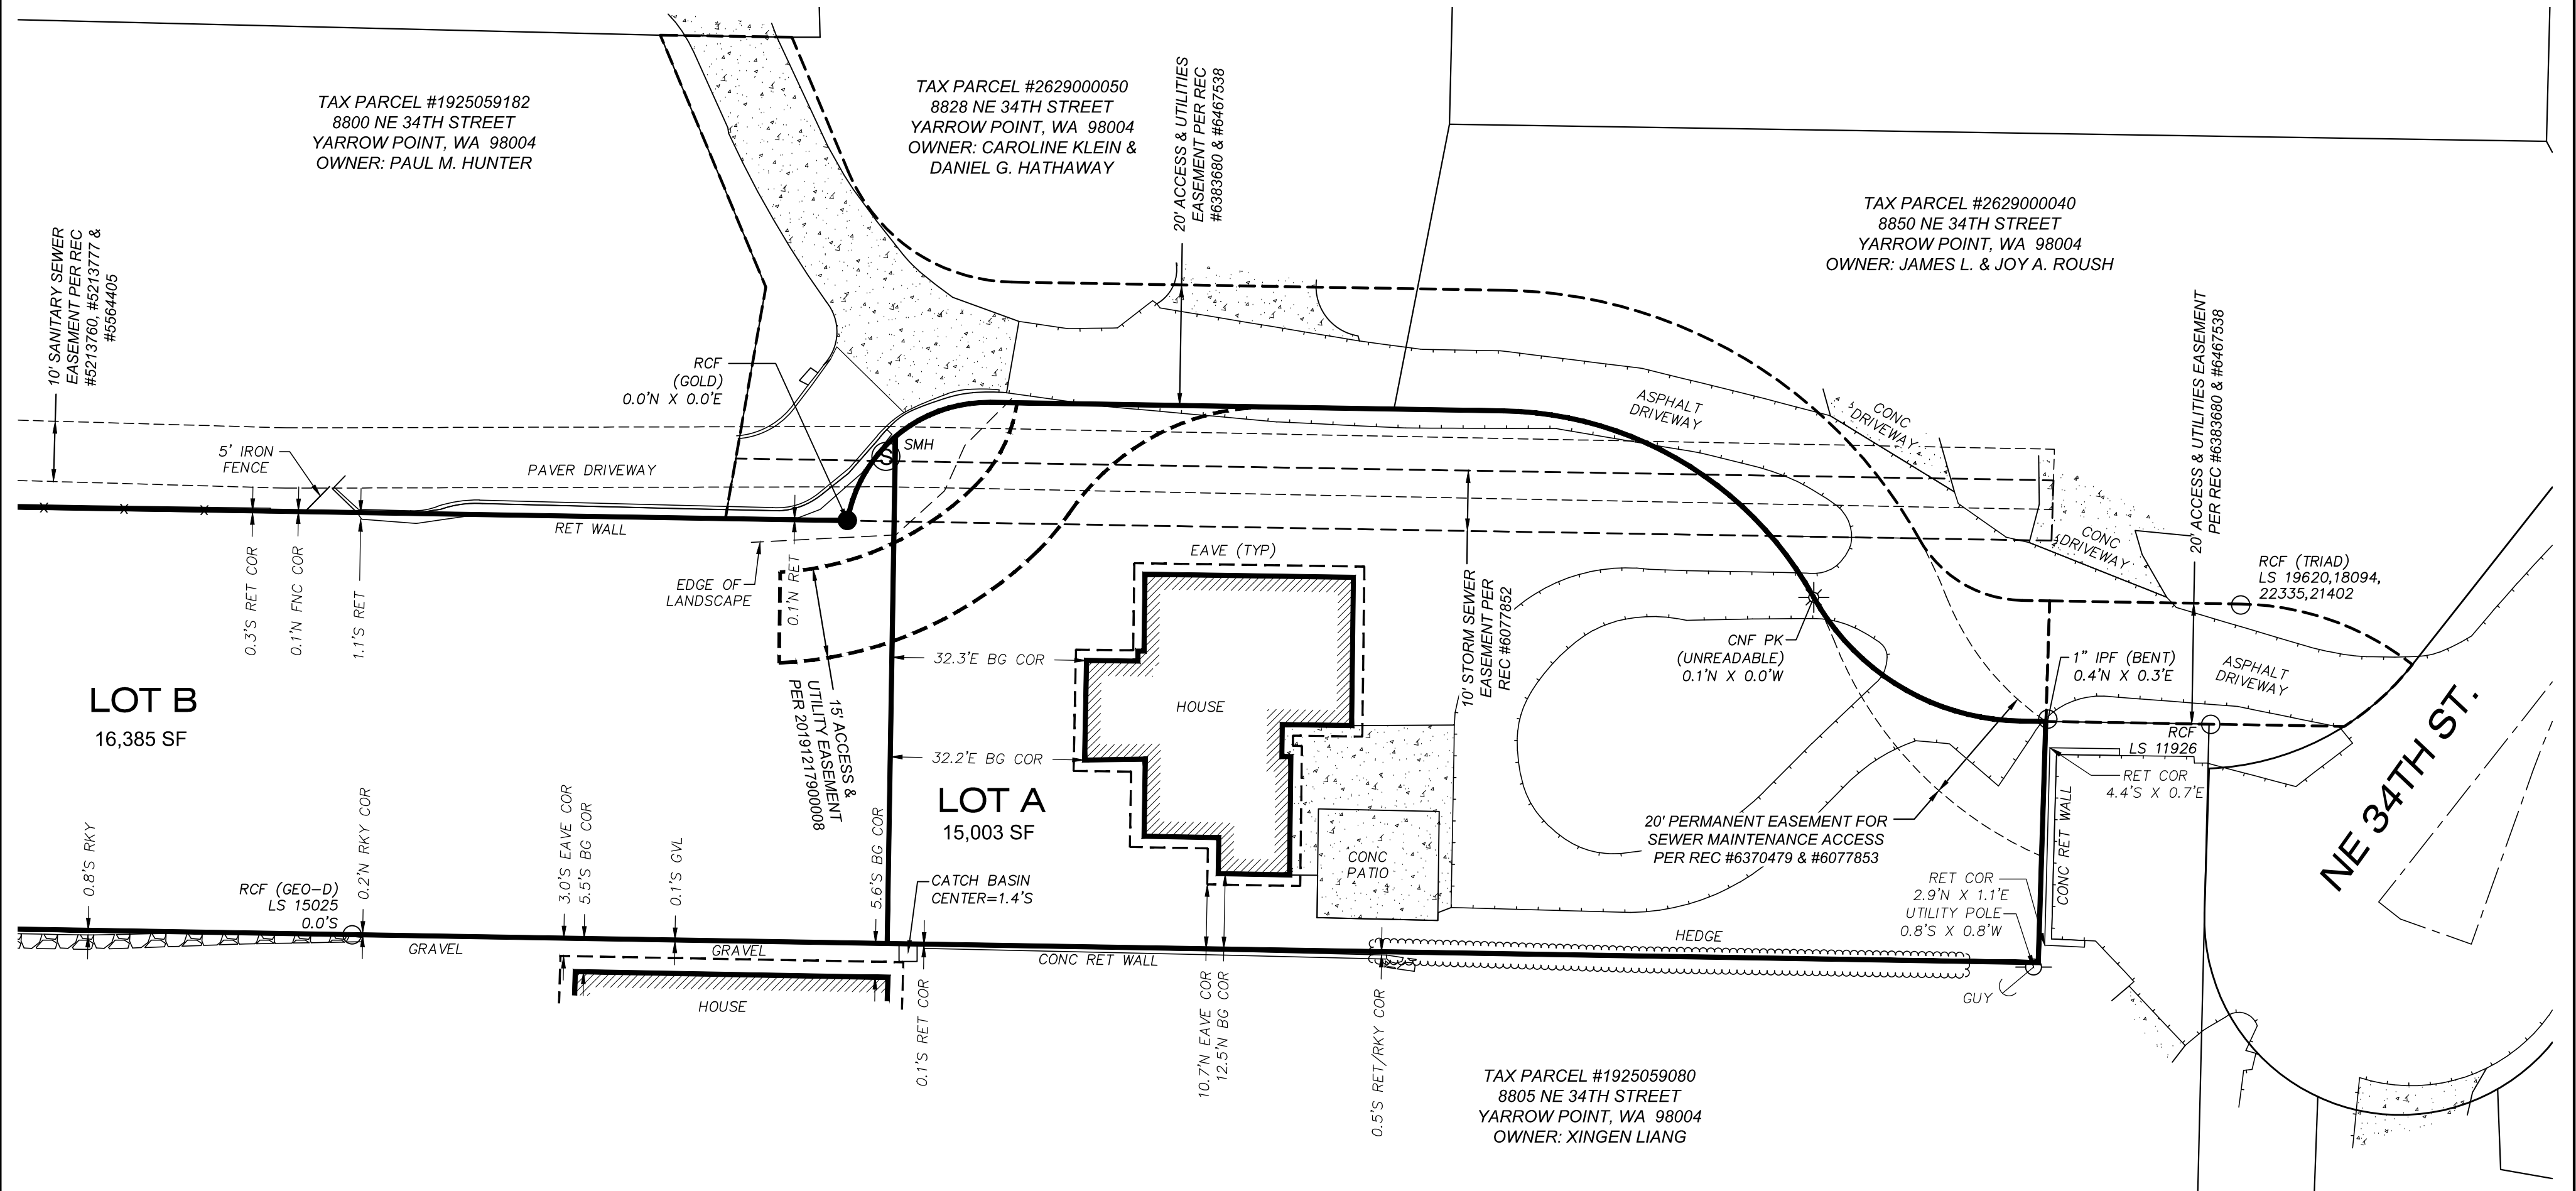 TAX PARCEL #1925059182
8800 NE 34TH STREET
YARROW POINT, WA 98004
OWNER: PAUL M. HUNTER
TAX PARCEL #2629000050
8828 NE 34TH STREET
YARROW POINT, WA 98004
OWNER: CAROLINE KLEIN &
DANIEL G. HATHAWAY
20' ACCESS & UTILITIES
EASEMENT PER REC
#6383680 & #6467538
TAX PARCEL #2629000040
8850 NE 34TH STREET
YARROW POINT, WA 98004
OWNER: JAMES L. & JOY A. ROUSH
10' SANITARY SEWER
EASEMENT PER REC
#5213760, #5213777 &
#5564405
20' ACCESS & UTILITIES EASEMENT
PER REC #6383680 & #6467538
RCF
(GOLD)
0.0'N X 0.0'E
ASPHALT
DRIVEWAY
CONC
DRIVEWAY
5' IRON
FENCE
PAVER DRIVEWAY
SMH
S
RET WALL
CONC
DRIVEWAY
RCF (TRIAD)
LS 19620,18094,
22335,21402
0.3'S RET COR
0.1'N FNC COR
1.1'S RET
EDGE OF
LANDSCAPE
0.1'N RET
EAVE (TYP)
10' STORM SEWER
EASEMENT PER
REC #6077852
CNF PK
(UNREADABLE)
0.1'N X 0.0'W
1" IPF (BENT)
0.4'N X 0.3'E
ASPHALT
DRIVEWAY
32.3'E BG COR
HOUSE
15' ACCESS &
UTILITY EASEMENT
PER 20191217900008
LOT B
16,385 SF
RCF
LS 11926
32.2'E BG COR
RET COR
4.4'S X 0.7'E
LOT A
15,003 SF
NE 34TH ST.
20' PERMANENT EASEMENT FOR
SEWER MAINTENANCE ACCESS
PER REC #6370479 & #6077853
CONC RET WALL
CONC
PATIO
0.8'S RKY
RCF (GEO-D)
LS 15025
0.0'S
0.2'N RKY COR
3.0'S EAVE COR
5.5'S BG COR
0.1'S GVL
5.6'S BG COR
CATCH BASIN
CENTER=1.4'S
RET COR
2.9'N X 1.1'E
UTILITY POLE
0.8'S X 0.8'W
GRAVEL
GRAVEL
CONC RET WALL
HEDGE
HOUSE
GUY
0.1'S RET COR
10.7'N EAVE COR
12.5'N BG COR
0.5'S RET/RKY COR
TAX PARCEL #1925059080
8805 NE 34TH STREET
YARROW POINT, WA 98004
OWNER: XINGEN LIANG